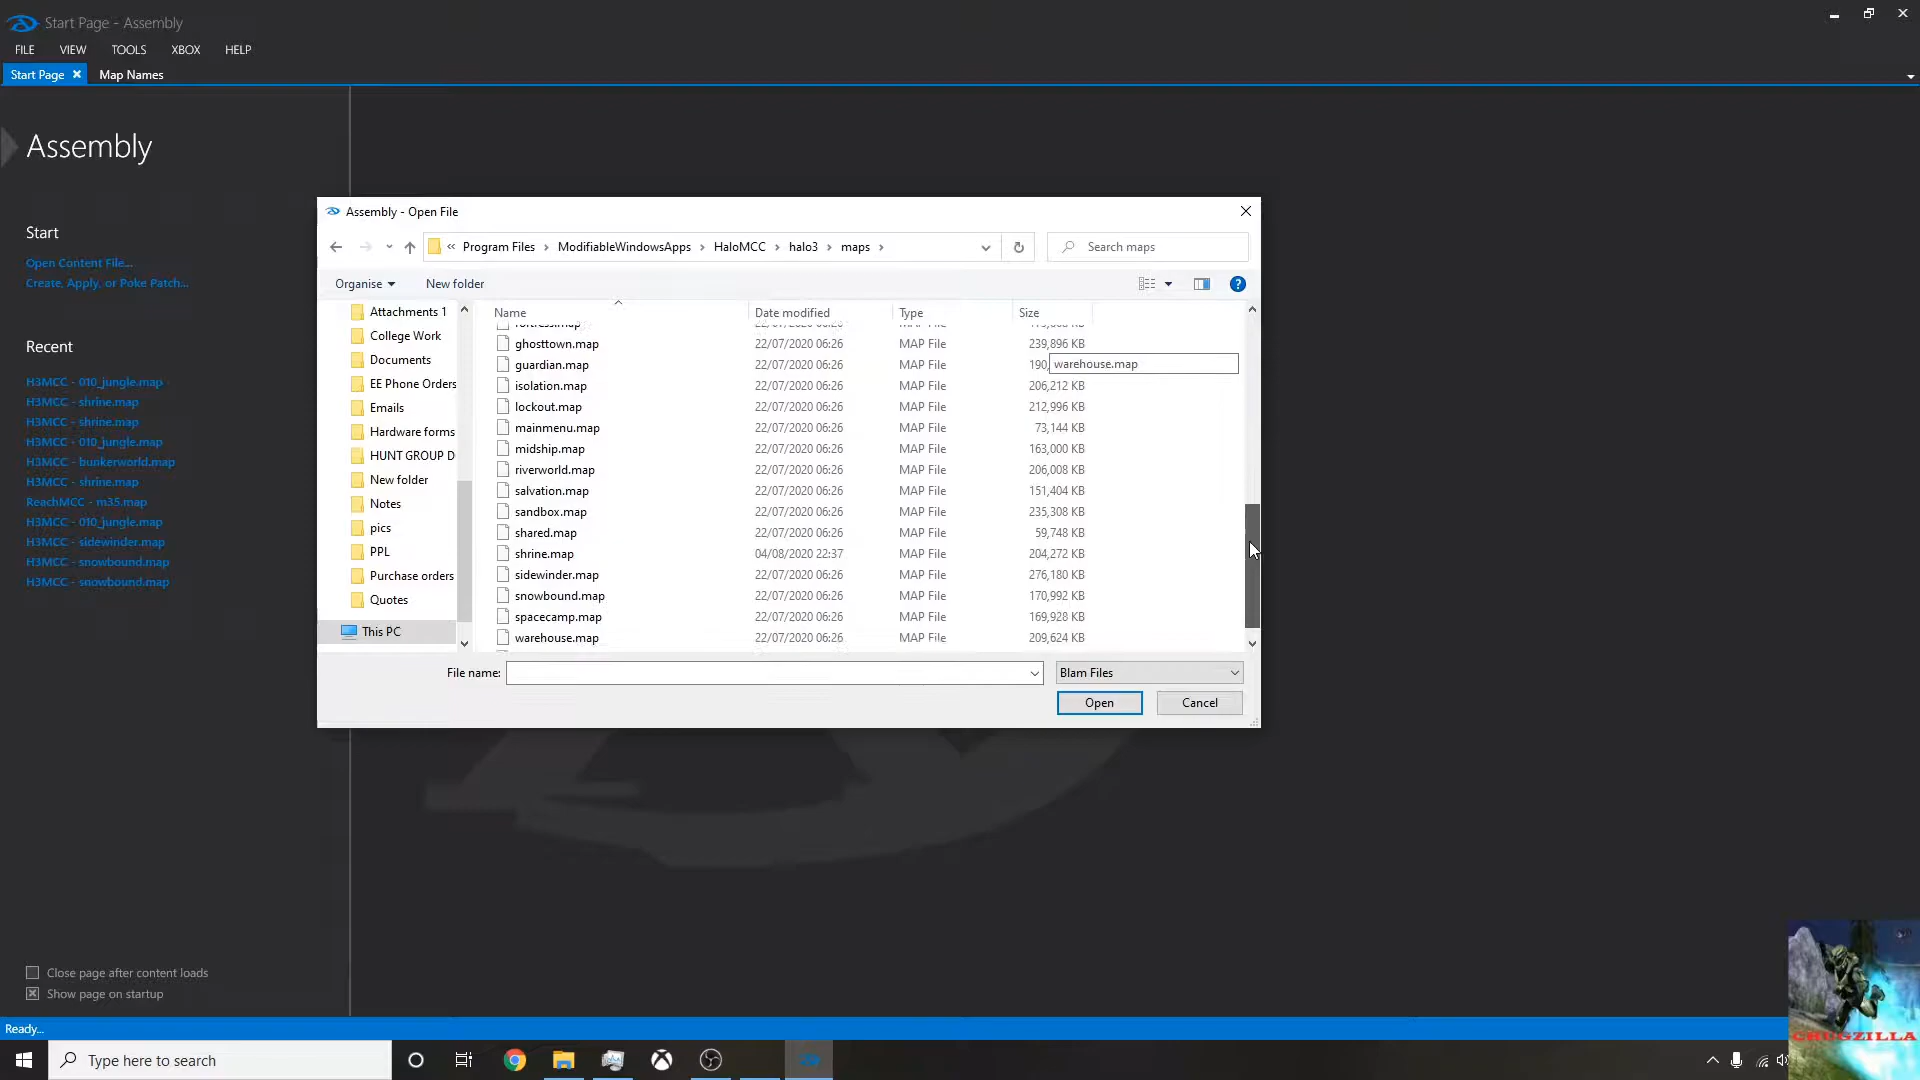 Start Page - Assembly
FILE VIEW TOOLS XBOX HELP
Start Page Map Names
Assembly
Start
Open Content File...
Create, Apply, or Poke Patch...
Recent
H3MCC - 010_jungle.map
H3MCC - shrine.map
H3MCC - shrine.map
H3MCC - 010_jungle.map
H3MCC - bunkerworld.map
H3MCC - shrine.map
ReachMCC - m35.map
H3MCC - 010_jungle.map
H3MCC - sidewinder.map
H3MCC - snowbound.map
H3MCC - snowbound.map
Close page after content loads
Show page on startup
Assembly - Open File
« Program Files › ModifiableWindowsApps › HaloMCC › halo3 › maps ›
Search maps
Organise New folder
Attachments 1
College Work
Documents
EE Phone Orders
Emails
Hardware forms
HUNT GROUP D
New folder
Notes
pics
PPL
Purchase orders
Quotes
This PC
Name Date modified Type Size
ghosttown.map 22/07/2020 06:26 MAP File 239,896 KB
guardian.map 22/07/2020 06:26 MAP File 190,
warehouse.map
isolation.map 22/07/2020 06:26 MAP File 206,212 KB
lockout.map 22/07/2020 06:26 MAP File 212,996 KB
mainmenu.map 22/07/2020 06:26 MAP File 73,144 KB
midship.map 22/07/2020 06:26 MAP File 163,000 KB
riverworld.map 22/07/2020 06:26 MAP File 206,008 KB
salvation.map 22/07/2020 06:26 MAP File 151,404 KB
sandbox.map 22/07/2020 06:26 MAP File 235,308 KB
shared.map 22/07/2020 06:26 MAP File 59,748 KB
shrine.map 04/08/2020 22:37 MAP File 204,272 KB
sidewinder.map 22/07/2020 06:26 MAP File 276,180 KB
snowbound.map 22/07/2020 06:26 MAP File 170,992 KB
spacecamp.map 22/07/2020 06:26 MAP File 169,928 KB
warehouse.map 22/07/2020 06:26 MAP File 209,624 KB
File name:
Blam Files
Open Cancel
Ready...
Type here to search
CHUGZILLA